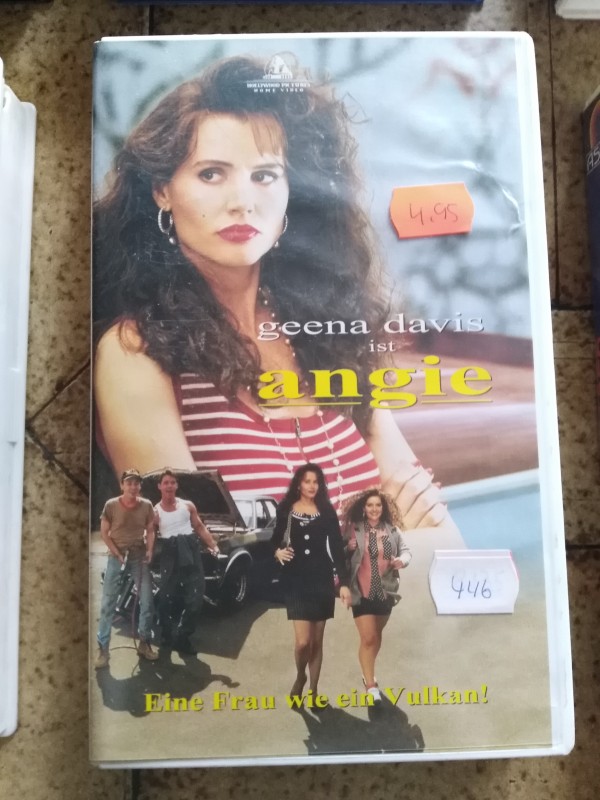 HOLLYWOOD PICTURES
HOME VIDEO
4.95
geena davis
ist
angie
446
Eine Frau wie ein Vulkan!